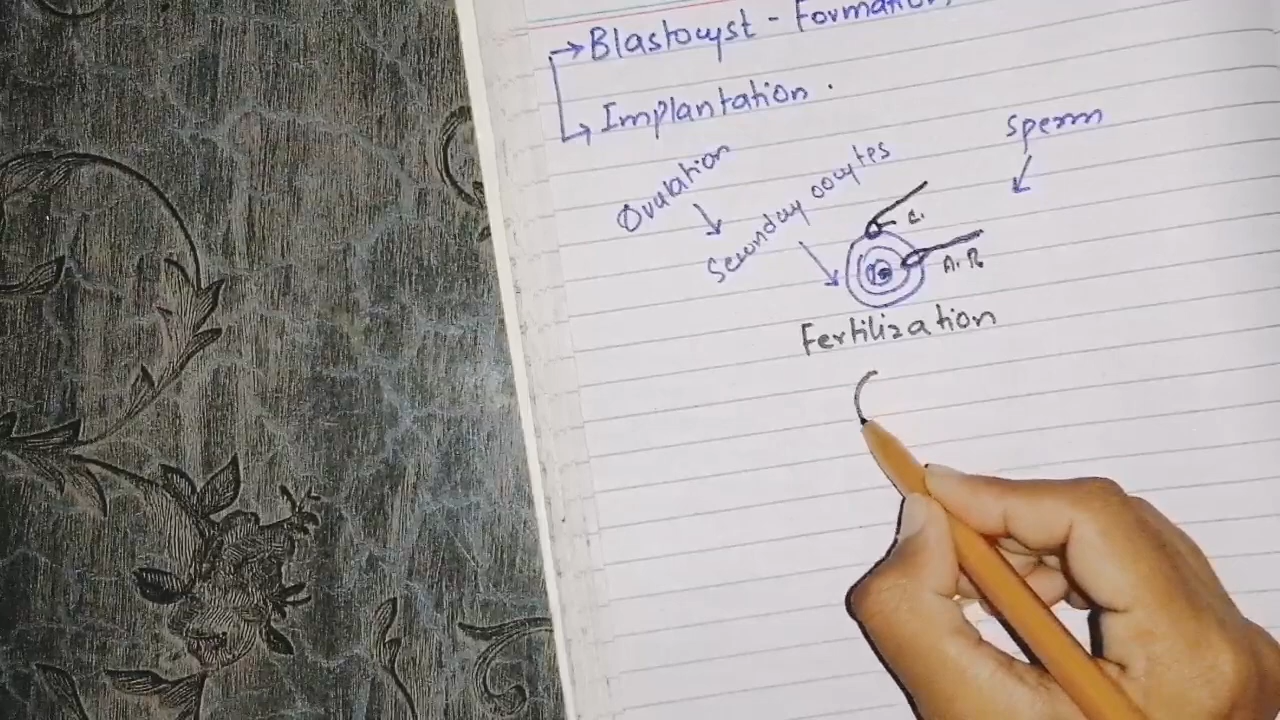 →Blastocyst - Formation,
→ Implantation .
Sperm
Ovulation
Secondary oocytes
c.
A.R
Fertilization